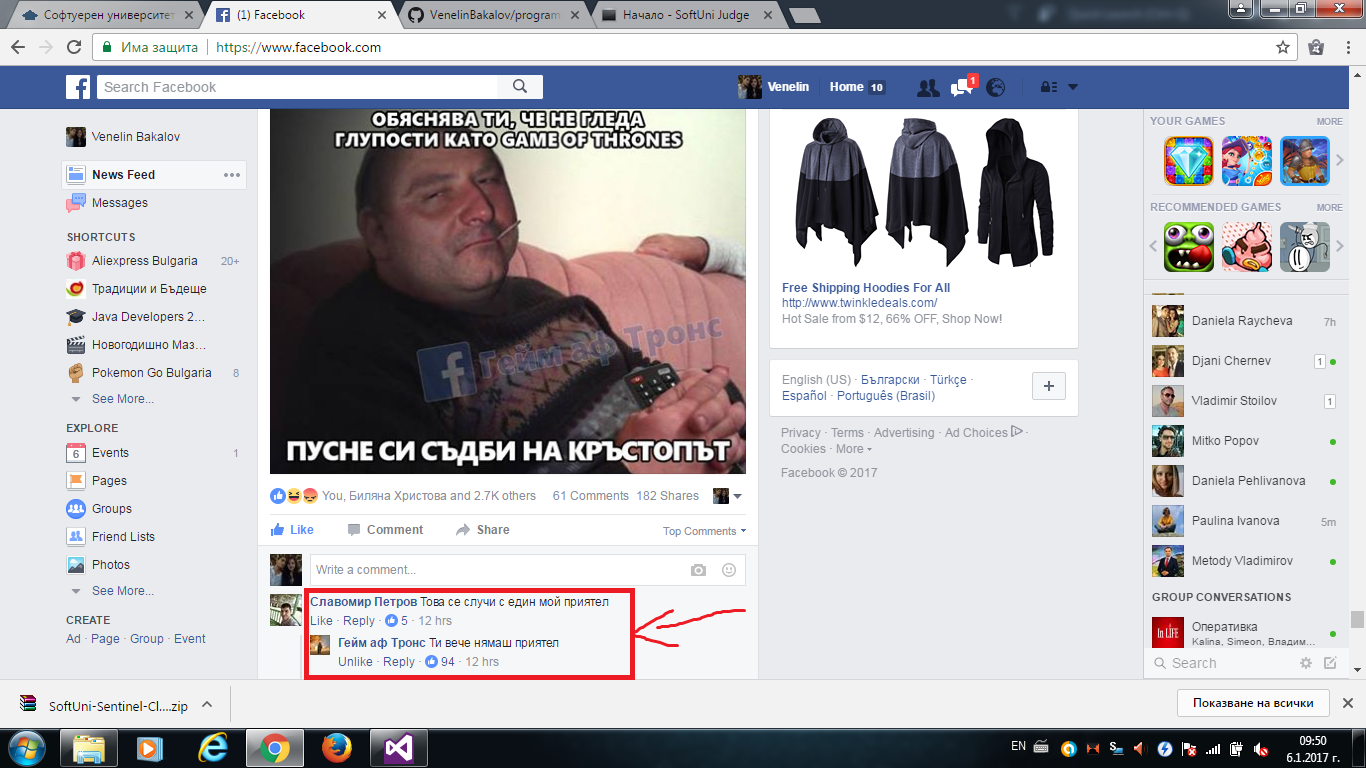 Софтуерен университет
(1) Facebook
VenelinBakalov/program
Начало - SoftUni Judge
Има защита
https://www.facebook.com
Search Facebook
Venelin
Home 10
1
Venelin Bakalov
News Feed
Messages
SHORTCUTS
Aliexpress Bulgaria 20+
Традиции и Бъдеще
Java Developers 2...
Новогодишно Маз...
Pokemon Go Bulgaria 8
See More...
EXPLORE
6 Events 1
Pages
Groups
Friend Lists
Photos
See More...
CREATE
Ad · Page · Group · Event
ОБЯСНЯВА ТИ, ЧЕ НЕ ГЛЕДА
ГЛУПОСТИ КАТО GAME OF THRONES
Гейм аф Тронс
ПУСНЕ СИ СЪДБИ НА КРЪСТОПЪТ
You, Биляна Христова and 2.7K others 61 Comments 182 Shares
Like Comment Share Top Comments
Write a comment...
Славомир Петров Това се случи с един мой приятел
Like · Reply · 5 · 12 hrs
Гейм аф Тронс Ти вече нямаш приятел
Unlike · Reply · 94 · 12 hrs
Free Shipping Hoodies For All
http://www.twinkledeals.com/
Hot Sale from $12, 66% OFF, Shop Now!
English (US) · Български · Türkçe ·
Español · Português (Brasil)
Privacy · Terms · Advertising · Ad Choices ·
Cookies · More
Facebook © 2017
YOUR GAMES MORE
RECOMMENDED GAMES MORE
Daniela Raycheva 7h
Djani Chernev 1
Vladimir Stoilov 1
Mitko Popov
Daniela Pehlivanova
Paulina Ivanova 5m
Metody Vladimirov
GROUP CONVERSATIONS
In LIFE
Оперативка
Kalina, Simeon, Владим...
Search
SoftUni-Sentinel-Cl....zip
Показване на всички
EN
09:50
6.1.2017 г.